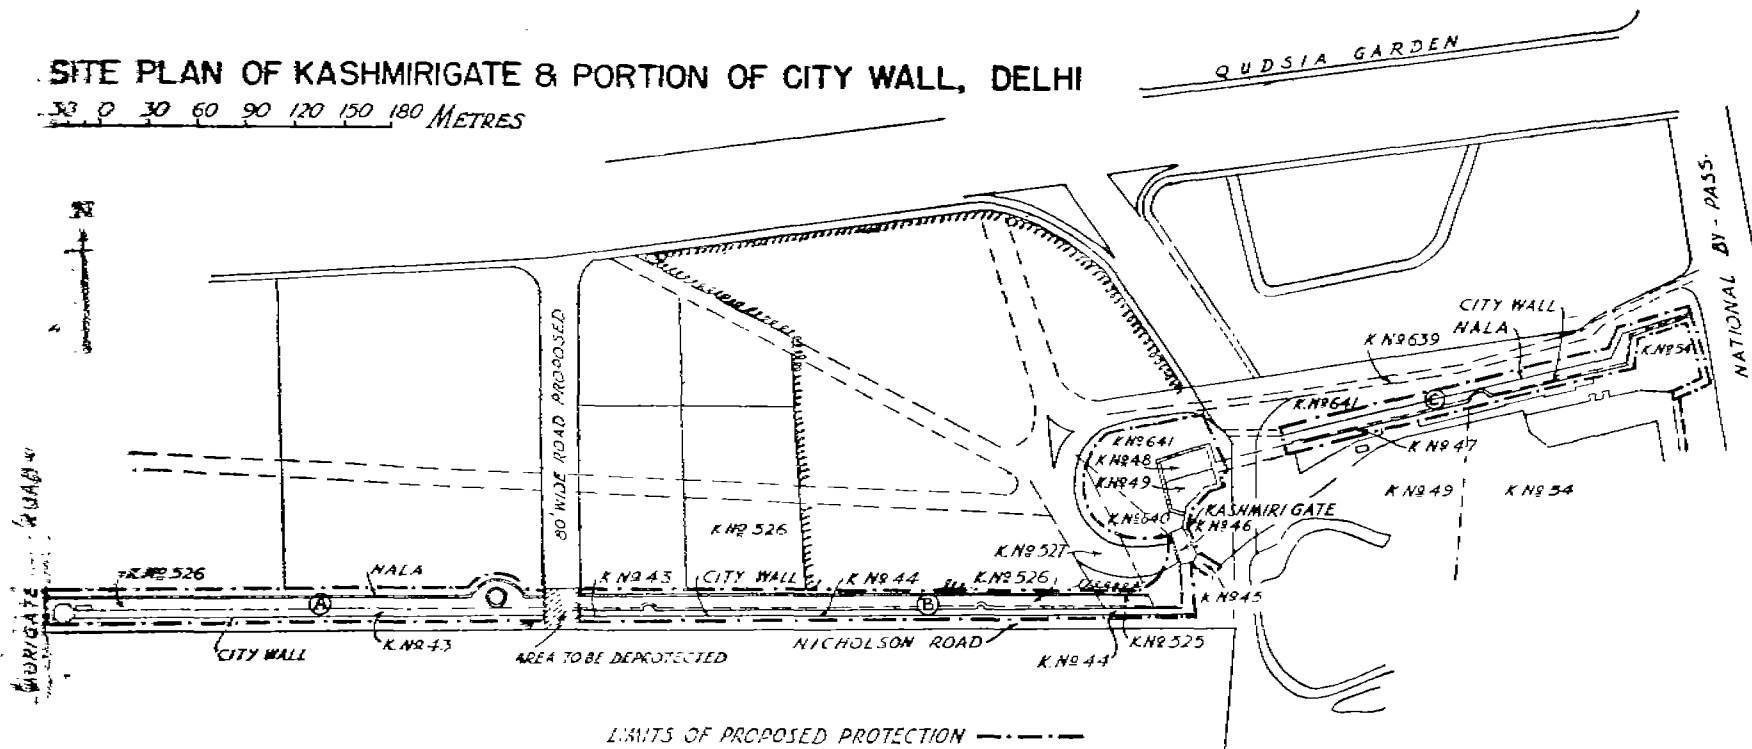 SITE PLAN OF KASHMIRIGATE & PORTION OF CITY WALL, DELHI
30 0 30 60 90 120 150 180 METRES
QUDSIA GARDEN
N
NATIONAL BY-PASS.
CITY WALL
NALA
K.Nº 639
K.Nº 54
K.Nº 641
C
K.Nº 47
K.Nº 641
K.Nº 48
K.Nº 49
K.Nº 49
K.Nº 54
KASHMIRI GATE
K.Nº 46
K.Nº 640
80' WIDE ROAD PROPOSED
K.Nº 526
K.Nº 527
MORIGATE ROAD
K.Nº 526
NALA
K.Nº 43
CITY WALL
K.Nº 44
K.Nº 526
K.Nº 45
A
B
CITY WALL
K.Nº 43
AREA TO BE DEPROTECTED
NICHOLSON ROAD
K.Nº 44
K.Nº 525
LIMITS OF PROPOSED PROTECTION